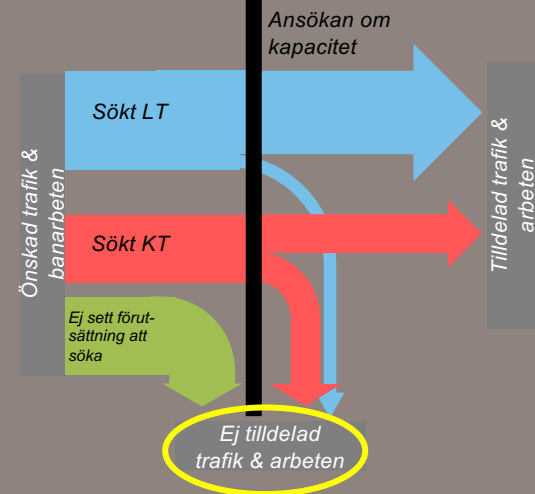 Ansökan om
kapacitet
Önskad trafik &
banarbeten
Sökt LT
Sökt KT
Ej sett förut-
sättning att
söka
Tilldelad trafik &
arbeten
Ej tilldelad
trafik & arbeten